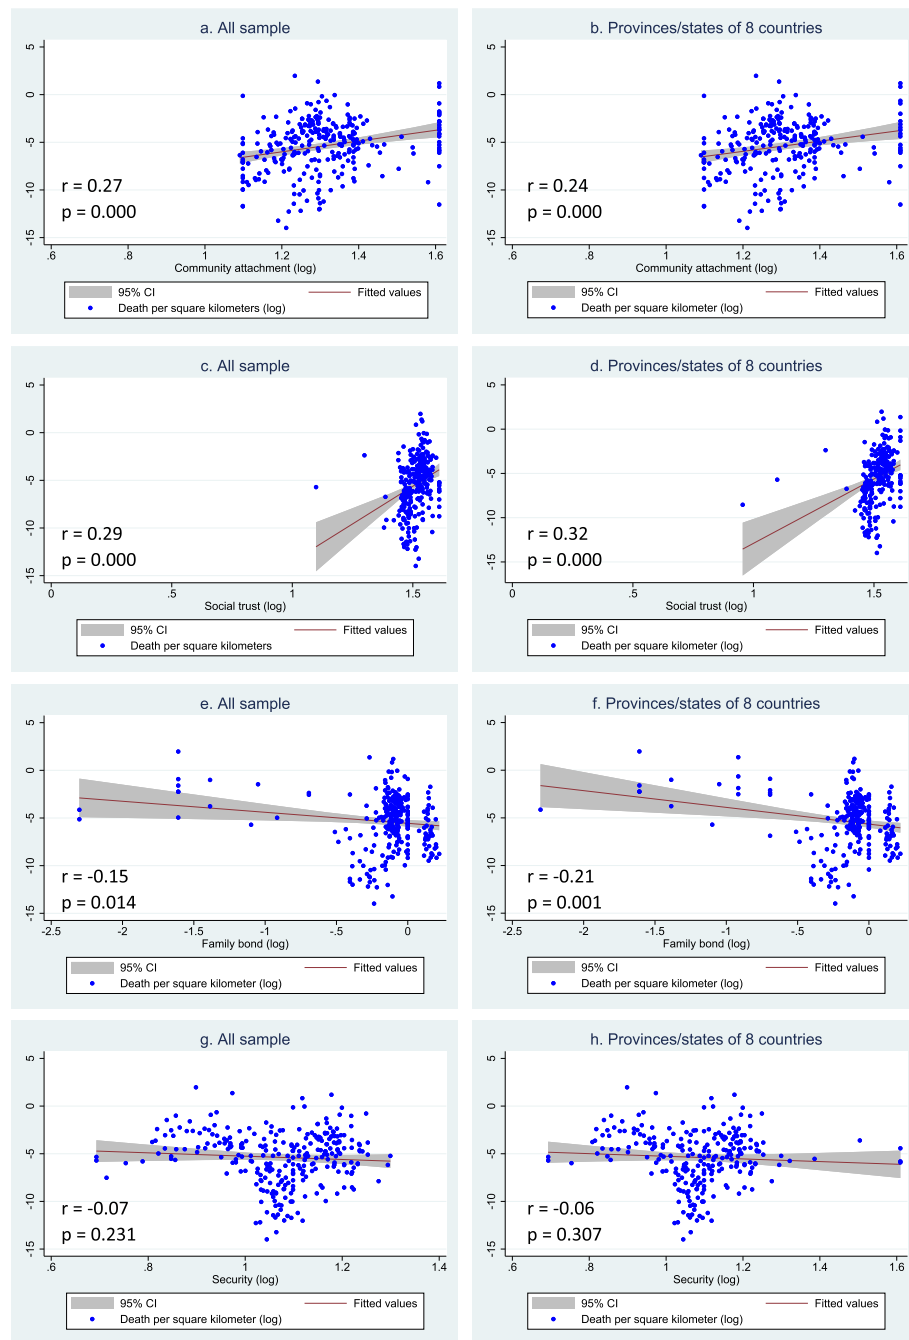 a. All sample
5
0
-5
-10
-15
r = 0.27
p = 0.000
.6 .8 1 1.2 1.4 1.6
Community attachment (log)
95% CI Fitted values
Death per square kilometers (log)
b. Provinces/states of 8 countries
5
0
-5
-10
-15
r = 0.24
p = 0.000
.6 .8 1 1.2 1.4 1.6
Community attachment (log)
95% CI Fitted values
Death per square kilometer (log)
c. All sample
5
0
-5
-10
-15
r = 0.29
p = 0.000
0 .5 1 1.5
Social trust (log)
95% CI Fitted values
Death per square kilometers
d. Provinces/states of 8 countries
5
0
-5
-10
-15
r = 0.32
p = 0.000
0 .5 1 1.5
Social trust (log)
95% CI Fitted values
Death per square kilometer (log)
e. All sample
5
0
-5
-10
-15
r = -0.15
p = 0.014
-2.5 -2 -1.5 -1 -.5 0
Family bond (log)
95% CI Fitted values
Death per square kilometer (log)
f. Provinces/states of 8 countries
5
0
-5
-10
-15
r = -0.21
p = 0.001
-2.5 -2 -1.5 -1 -.5 0
Family bond (log)
95% CI Fitted values
Death per square kilometer (log)
g. All sample
5
0
-5
-10
-15
r = -0.07
p = 0.231
.6 .8 1 1.2 1.4
Security (log)
95% CI Fitted values
Death per square kilometer (log)
h. Provinces/states of 8 countries
5
0
-5
-10
-15
r = -0.06
p = 0.307
.6 .8 1 1.2 1.4 1.6
Security (log)
95% CI Fitted values
Death per square kilometer (log)